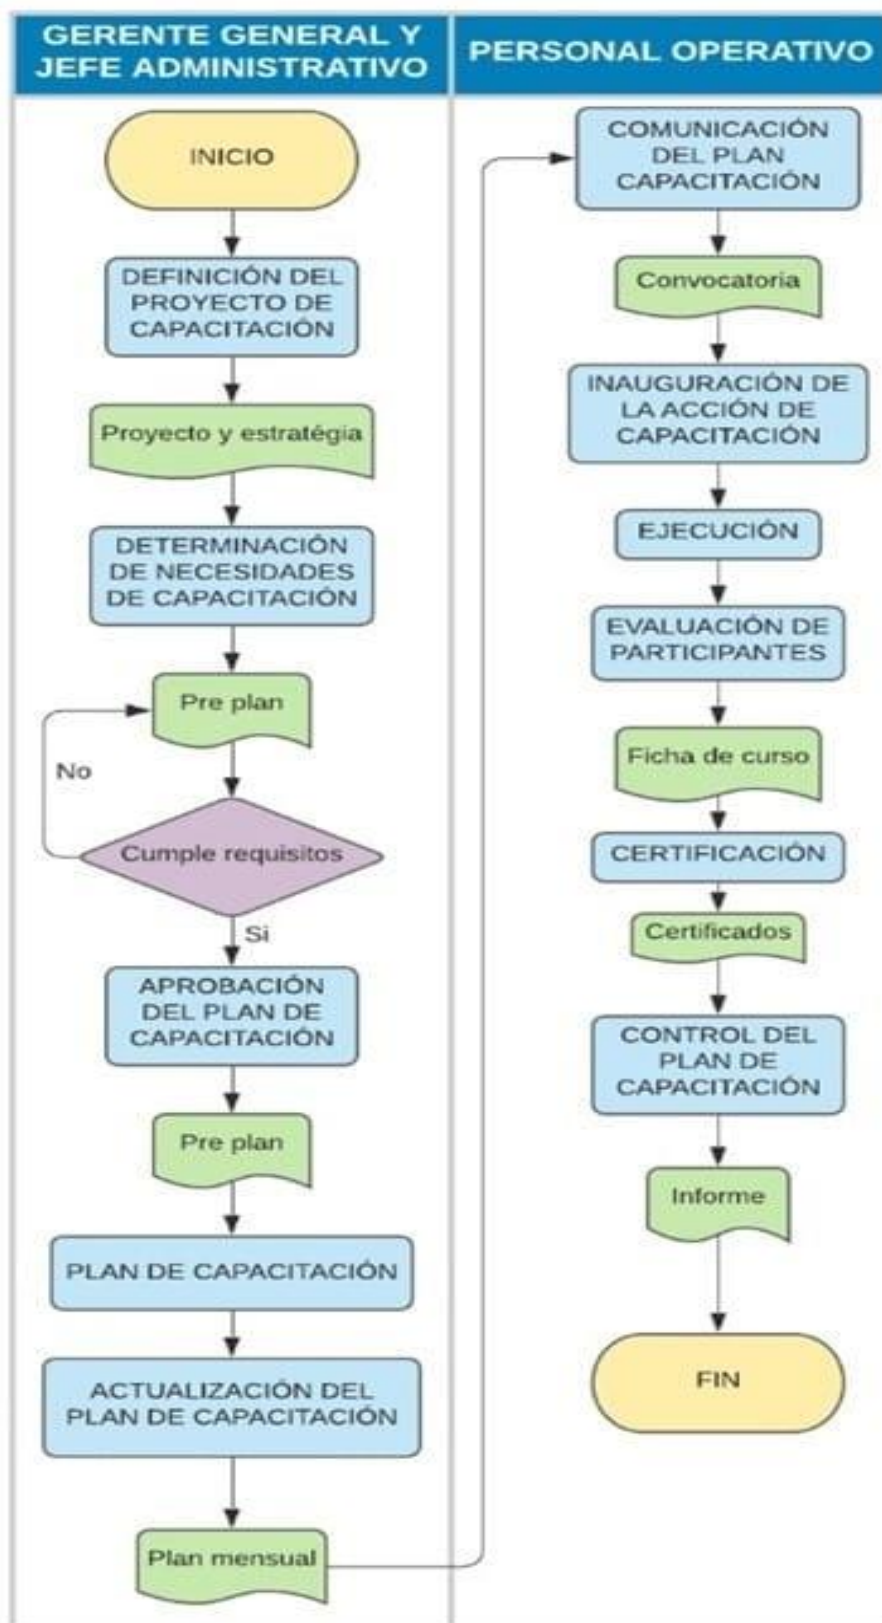 GERENTE GENERAL Y
JEFE ADMINISTRATIVO
INICIO
DEFINICIÓN DEL
PROYECTO DE
CAPACITACIÓN
Proyecto y estratégia
DETERMINACIÓN
DE NECESIDADES
DE CAPACITACIÓN
Pre plan
No
Cumple requisitos
Si
APROBACIÓN
DEL PLAN DE
CAPACITACIÓN
Pre plan
PLAN DE CAPACITACIÓN
ACTUALIZACIÓN DEL
PLAN DE CAPACITACIÓN
Plan mensual
PERSONAL OPERATIVO
COMUNICACIÓN
DEL PLAN
CAPACITACIÓN
Convocatoria
INAUGURACIÓN DE
LA ACCIÓN DE
CAPACITACIÓN
EJECUCIÓN
EVALUACIÓN DE
PARTICIPANTES
Ficha de curso
CERTIFICACIÓN
Certificados
CONTROL DEL
PLAN DE
CAPACITACIÓN
Informe
FIN